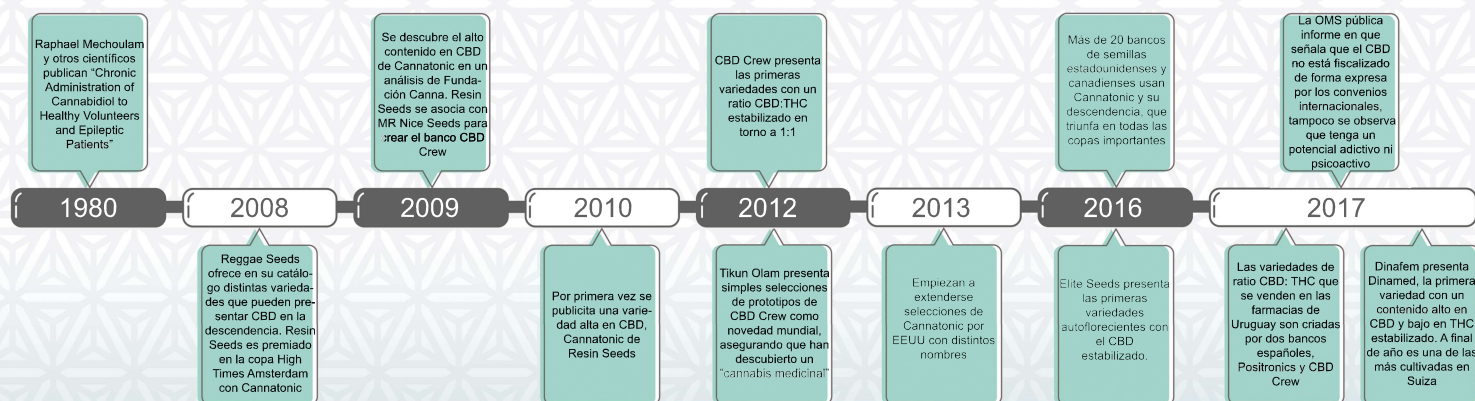 Raphael Mechoulam
y otros científicos
publican “Chronic
Administration of
Cannabidiol to
Healthy Volunteers
and Epileptic
Patients”
1980
2008
Reggae Seeds
ofrece en su catálo-
go distintas varieda-
des que pueden pre-
sentar CBD en la
descendencia. Resin
Seeds es premiado
en la copa High
Times Amsterdam
con Cannatonic
Se descubre el alto
contenido en CBD
de Cannatonic en un
análisis de Funda-
ción Canna. Resin
Seeds se asocia con
MR Nice Seeds para
crear el banco CBD
Crew
2009
2010
Por primera vez se
publicita una varie-
dad alta en CBD,
Cannatonic de
Resin Seeds
CBD Crew presenta
las primeras
variedades con un
ratio CBD:THC
estabilizado en
torno a 1:1
2012
Tikun Olam presenta
simples selecciones
de prototipos de
CBD Crew como
novedad mundial,
asegurando que han
descubierto un
“cannabis medicinal”
2013
Empiezan a
extenderse
selecciones de
Cannatonic por
EEUU con distintos
nombres
Más de 20 bancos
de semillas
estadounidenses y
canadienses usan
Cannatonic y su
descendencia, que
triunfa en todas las
copas importantes
2016
Elite Seeds presenta
las primeras
variedades
autoflorecientes con
el CBD
estabilizado.
La OMS pública
informe en que
señala que el CBD
no está fiscalizado
de forma expresa
por los convenios
internacionales,
tampoco se observa
que tenga un
potencial adictivo ni
psicoactivo
2017
Las variedades de
ratio CBD: THC que
se venden en las
farmacias de
Uruguay son criadas
por dos bancos
españoles,
Positronics y CBD
Crew
Dinafem presenta
Dinamed, la primera
variedad con un
contenido alto en
CBD y bajo en THC
estabilizado. A final
de año es una de las
más cultivadas en
Suiza